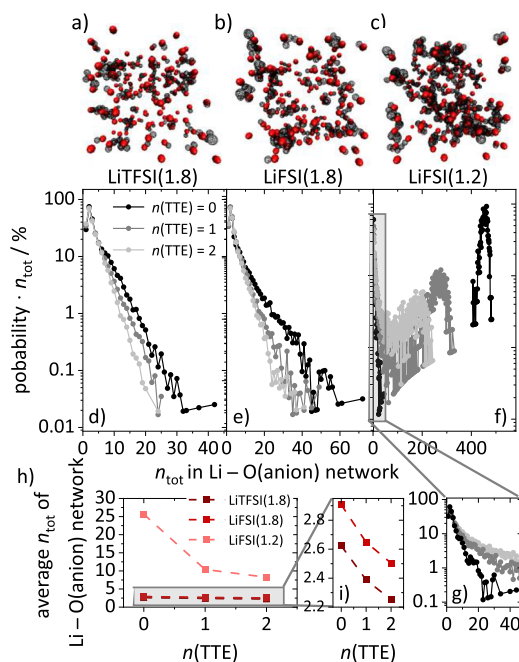 a) b) c)
LiTFSI(1.8) LiFSI(1.8) LiFSI(1.2)
pobability · n_tot / %
100
10
1
0.1
0.01
n(TTE) = 0
n(TTE) = 1
n(TTE) = 2
d) e) f)
0 10 20 30 40 0 20 40 60 0 200 400
n_tot in Li – O(anion) network
h)
average n_tot of
Li – O(anion) network
30
25
20
15
10
5
0
LiTFSI(1.8)
LiFSI(1.8)
LiFSI(1.2)
0 1 2
n(TTE)
2.8
2.6
2.4
2.2
i)
0 1 2
n(TTE)
100
10
1
0.1
g)
0 20 40